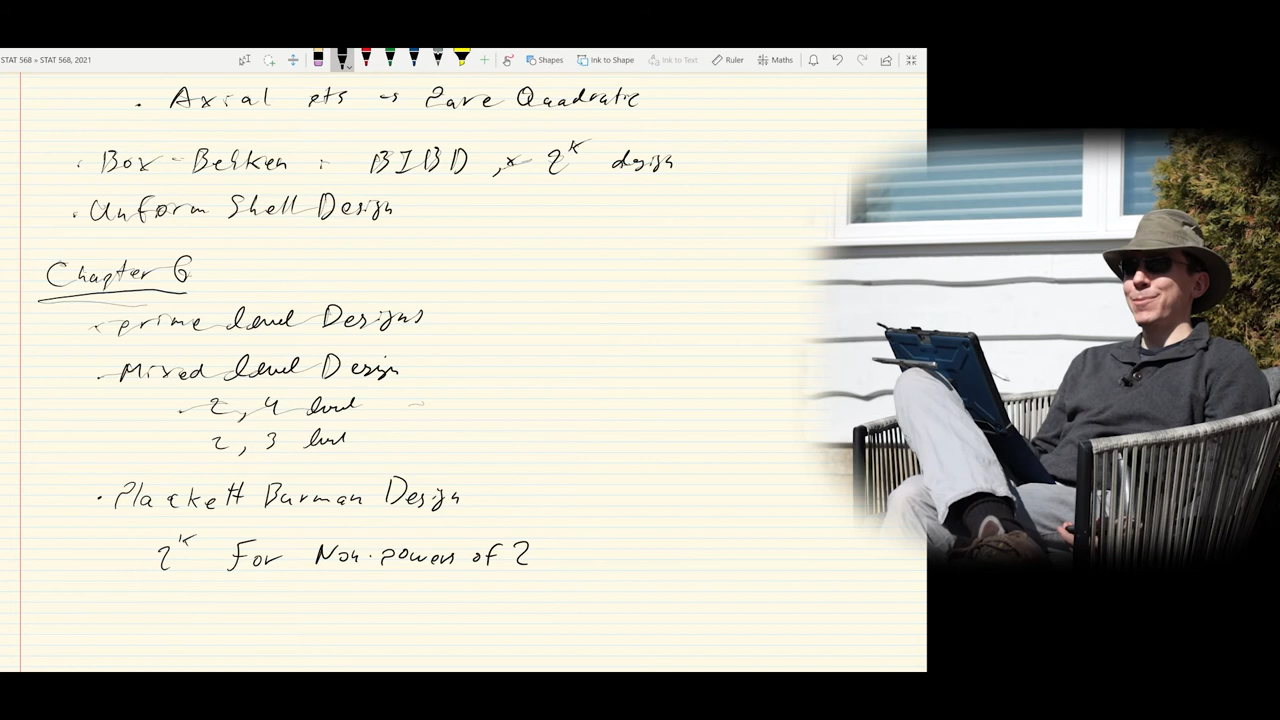 STAT 568 » STAT 568, 2021
Shapes Ink to Shape Ink to Text Ruler Maths
· Axial pts → Pure Quadratic
· Box-Behken : BIBD × 2^k design
· Uniform Shell Design
Chapter 6
· prime level Designs
· Mixed level Design
- 2, 4 level
2, 3 level
· Plackett Burman Design
2^k For Non-powers of 2